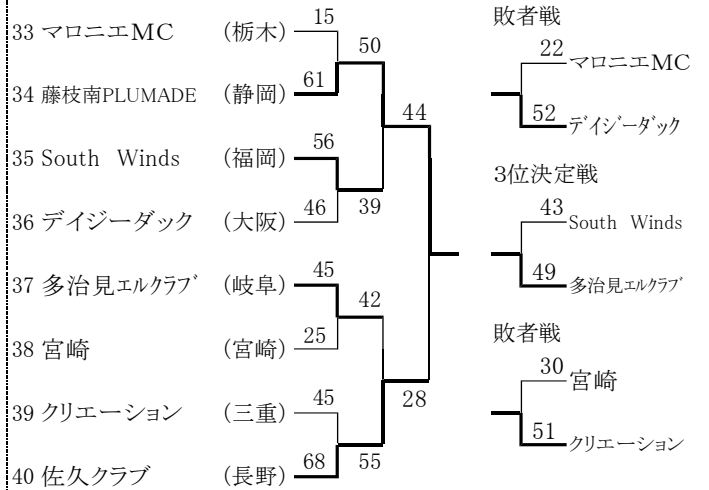 33 マロニエMC (栃木) 15
50
34 藤枝南PLUMADE (静岡) 61
44
35 South Winds (福岡) 56
36 デイジーダック (大阪) 46
39
37 多治見エルクラブ (岐阜) 45
42
38 宮崎 (宮崎) 25
39 クリエーション (三重) 45
28
40 佐久クラブ (長野) 68
55
敗者戦
22 マロニエMC
52 デイジーダック
3位決定戦
43 South Winds
49 多治見エルクラブ
敗者戦
30 宮崎
51 クリエーション